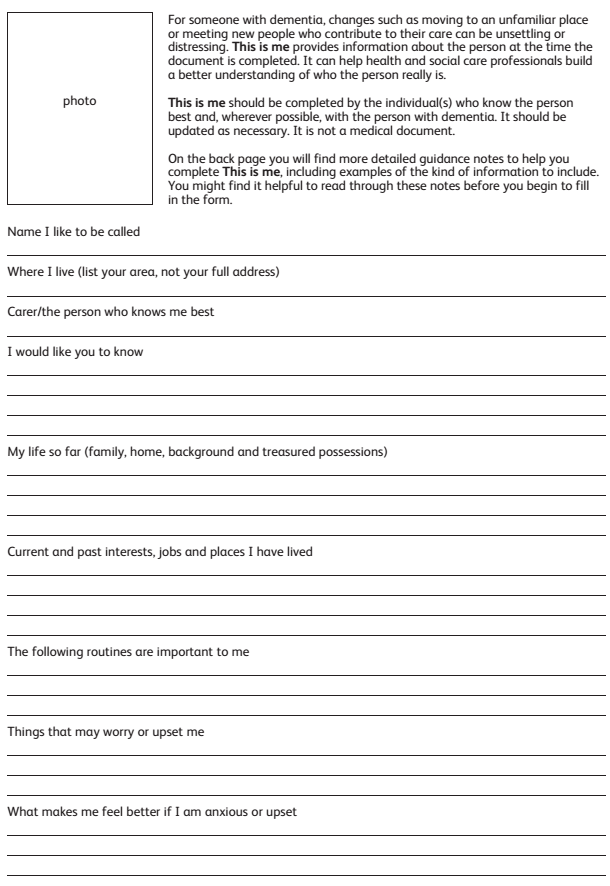 photo
For someone with dementia, changes such as moving to an unfamiliar place
or meeting new people who contribute to their care can be unsettling or
distressing. This is me provides information about the person at the time the
document is completed. It can help health and social care professionals build
a better understanding of who the person really is.
This is me should be completed by the individual(s) who know the person
best and, wherever possible, with the person with dementia. It should be
updated as necessary. It is not a medical document.
On the back page you will find more detailed guidance notes to help you
complete This is me, including examples of the kind of information to include.
You might find it helpful to read through these notes before you begin to fill
in the form.
Name I like to be called
Where I live (list your area, not your full address)
Carer/the person who knows me best
I would like you to know
My life so far (family, home, background and treasured possessions)
Current and past interests, jobs and places I have lived
The following routines are important to me
Things that may worry or upset me
What makes me feel better if I am anxious or upset